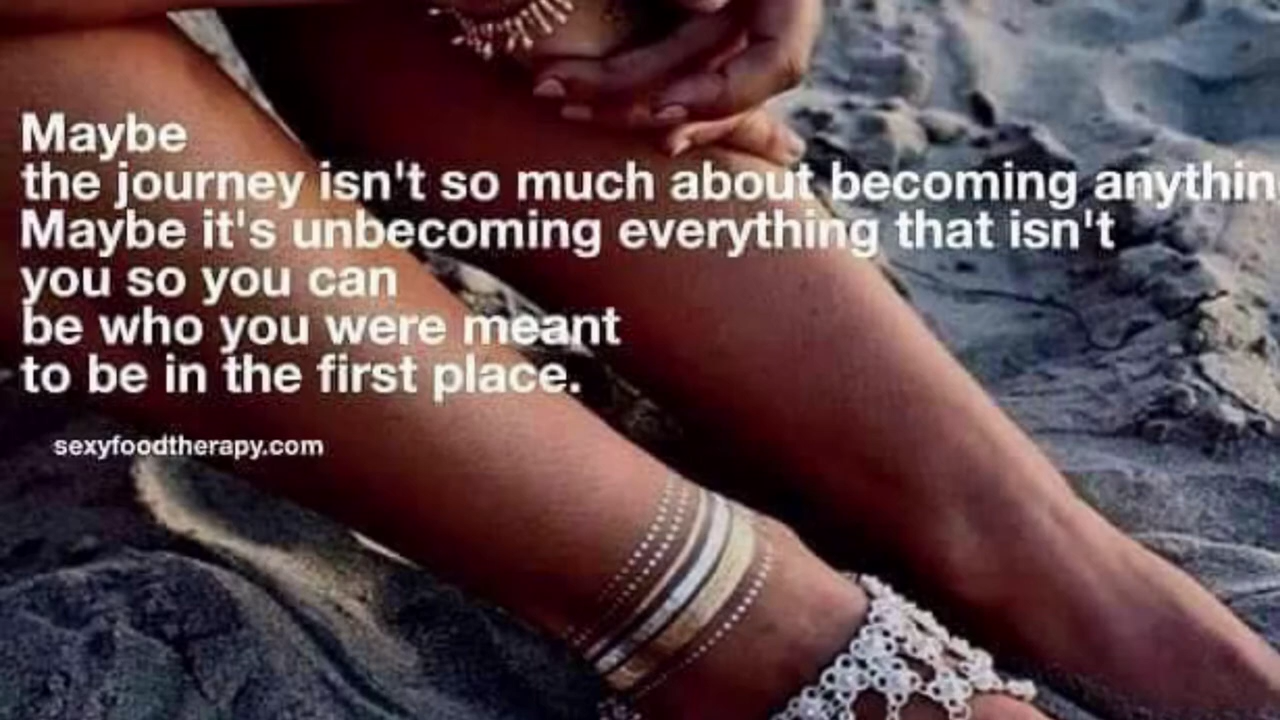 Maybe
the journey isn't so much about becoming anythin
Maybe it's unbecoming everything that isn't
you so you can
be who you were meant
to be in the first place.
sexyfoodtherapy.com